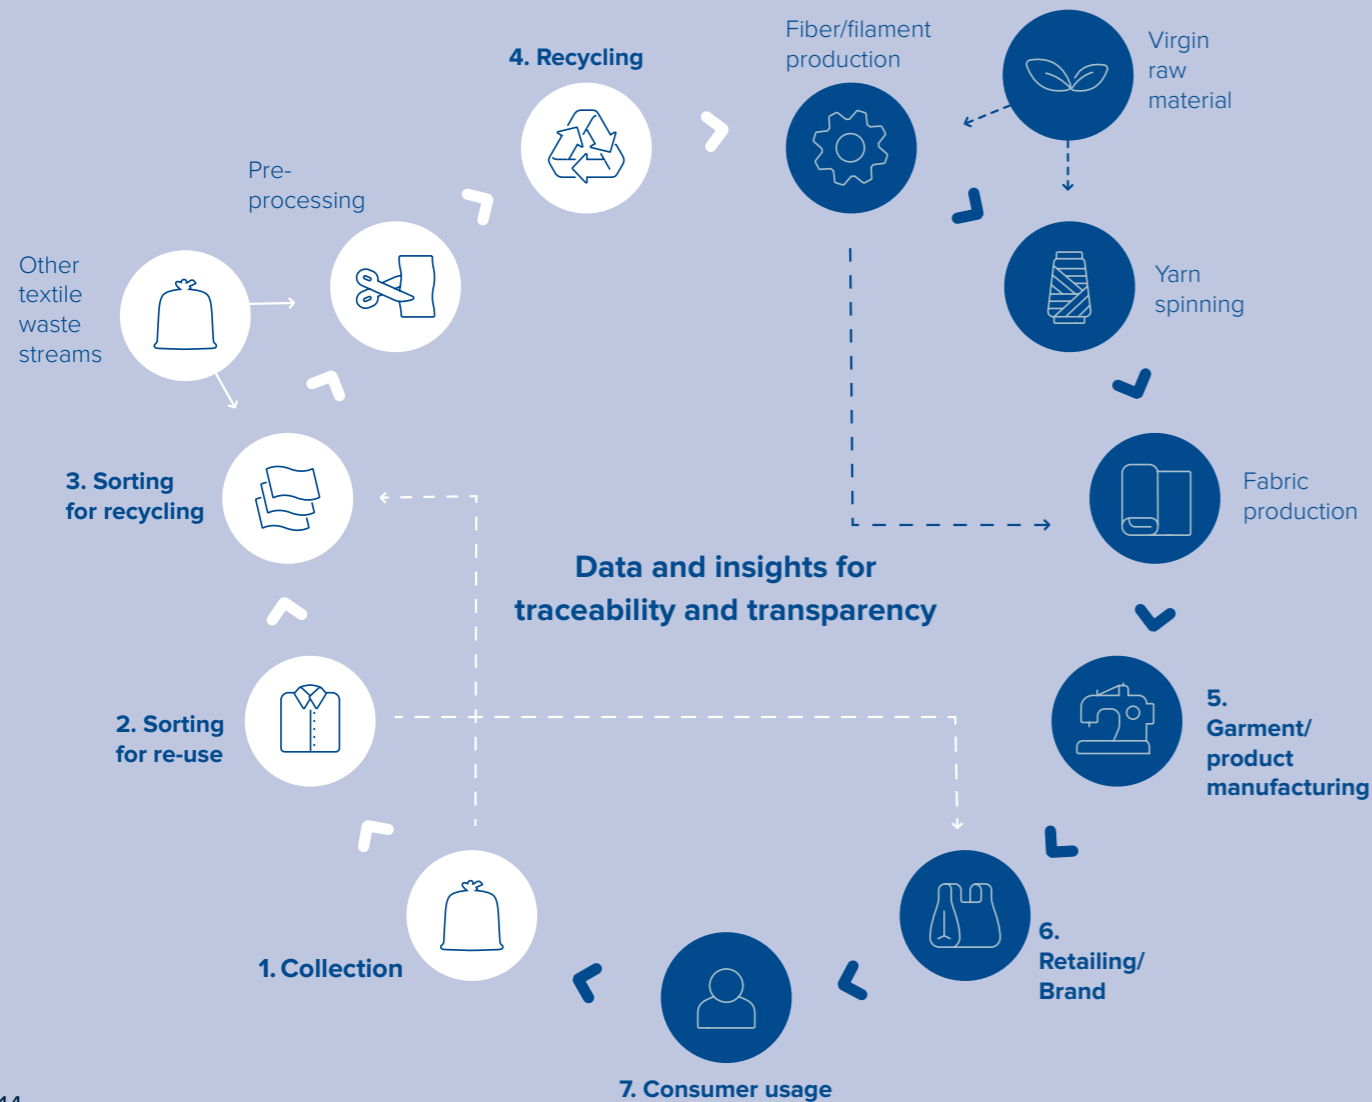 Fiber/filament
production
Virgin
raw
material
4. Recycling
Pre-
processing
Other
textile
waste
streams
Yarn
spinning
3. Sorting
for recycling
Fabric
production
Data and insights for
traceability and transparency
2. Sorting
for re-use
5.
Garment/
product
manufacturing
1. Collection
6.
Retailing/
Brand
7. Consumer usage